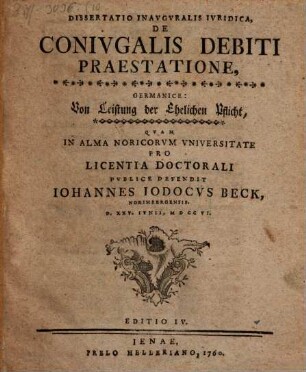 DISSERTATIO INAVGVRALIS IVRIDICA,
DE
CONIVGALIS DEBITI
PRAESTATIONE,
GERMANICE:
Von Leistung der Ehelichen Pflicht,
QVAM
IN ALMA NORICORVM VNIVERSITATE
PRO
LICENTIA DOCTORALI
PVBLICE DEFENDIT
IOHANNES IODOCVS BECK,
NORIMBERGENSIS.
D. XXV. IVNII, M DCC VI.
EDITIO IV.
IENAE,
PRELO HELLERIANO, 1760.